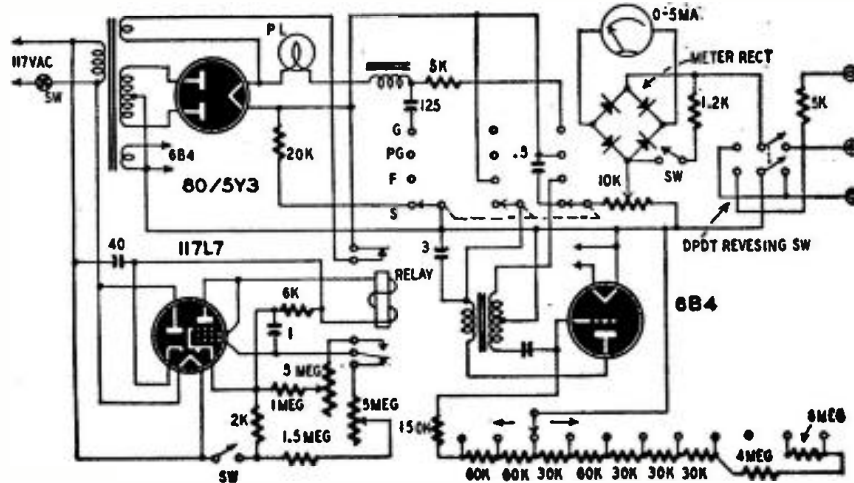 0-5MA
PL
METER RECT
117VAC
SW
5K
1.2K
5K
125
G
PG
F
S
20K
.5
SW
10K
6B4
80/5Y3
DPDT REVESING SW
40
117L7
3
RELAY
6K
6B4
1
5 MEG
1MEG
5MEG
2K
1.5MEG
150K
SW
8MEG
60K 60K 30K 60K 30K 30K 30K 4MEG